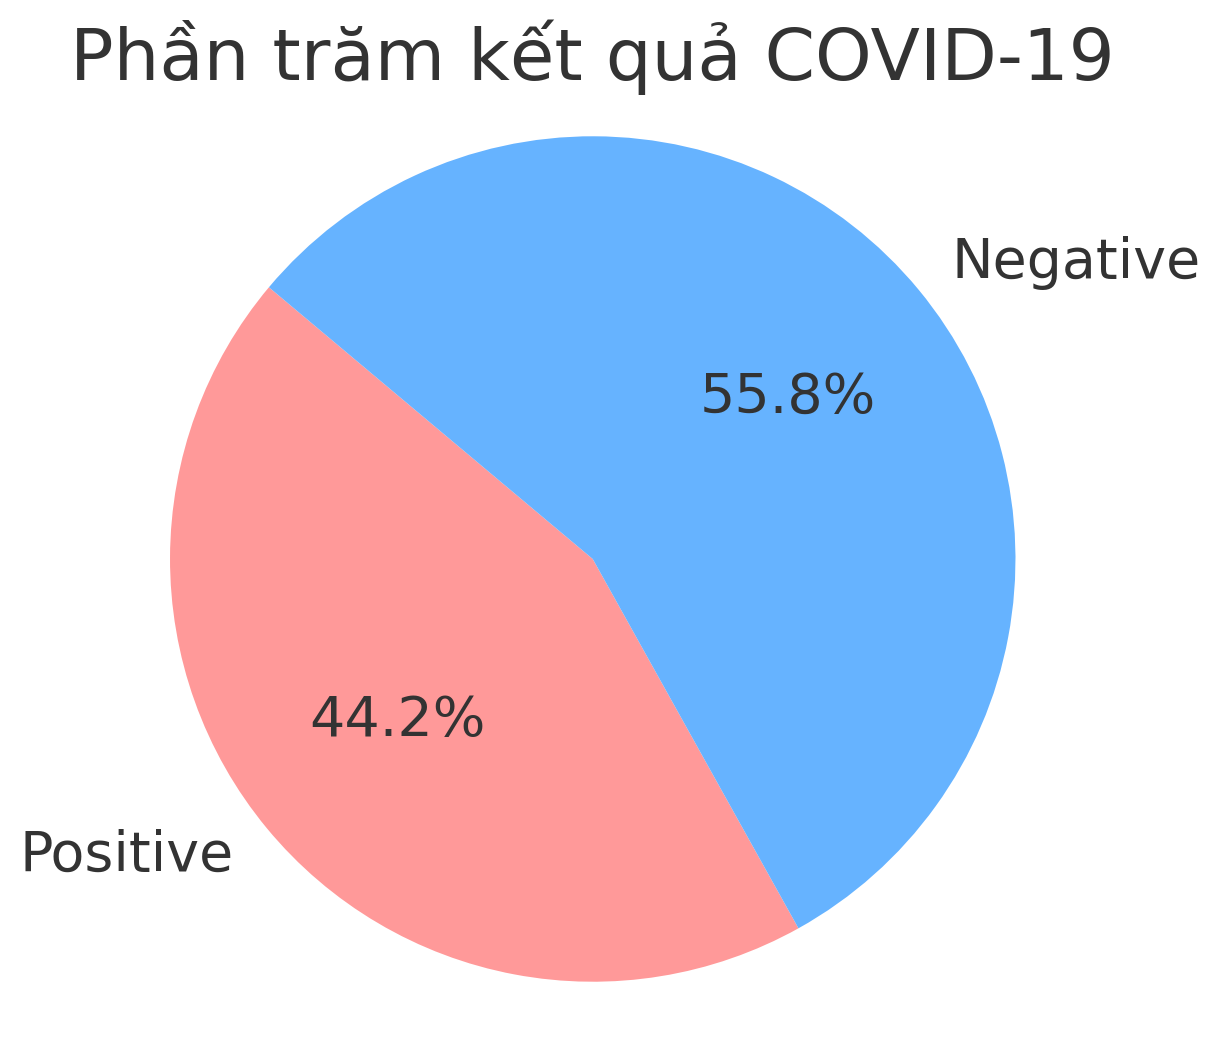 Phần trăm kết quả COVID-19
Negative
55.8%
44.2%
Positive